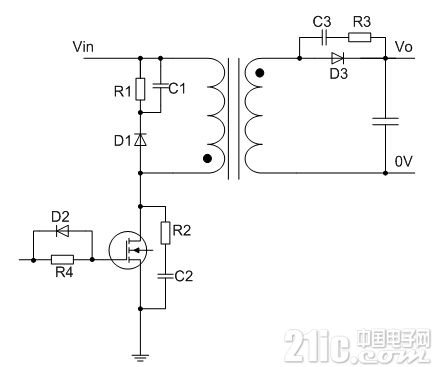 C3
R3
Vin
Vo
R1
C1
D3
D1
0V
D2
R2
R4
C2
21ic.com
中国电子网